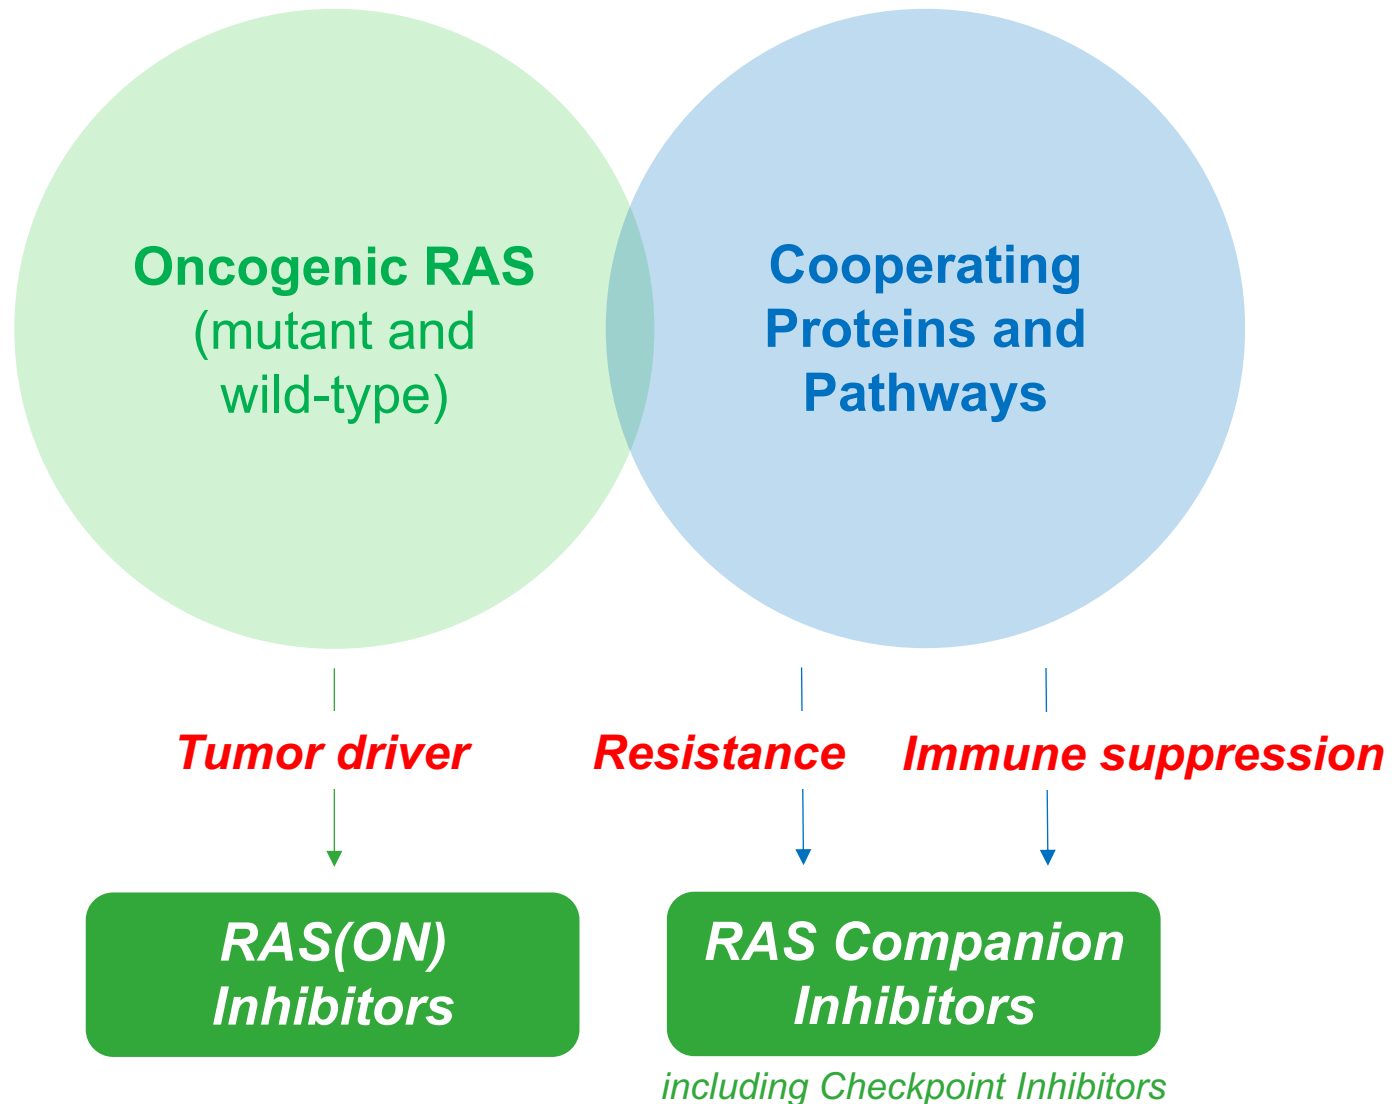 Oncogenic RAS
(mutant and
wild-type)
Cooperating
Proteins and
Pathways
Tumor driver
Resistance
Immune suppression
RAS(ON)
Inhibitors
RAS Companion
Inhibitors
including Checkpoint Inhibitors